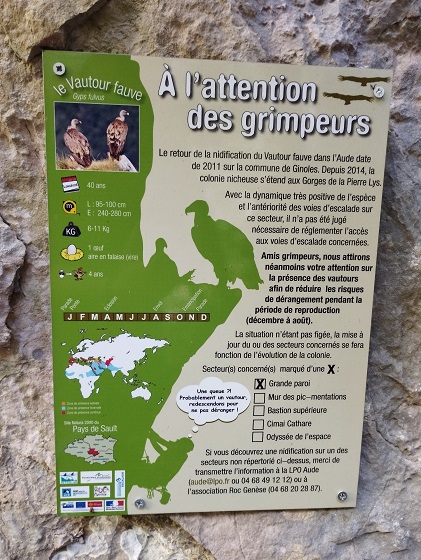 le Vautour fauve
Gyps fulvus
À l'attention
des grimpeurs
Le retour de la nidification du Vautour fauve dans l'Aude date
de 2011 sur la commune de Ginoles. Depuis 2014, la
colonie nicheuse s'étend aux Gorges de la Pierre Lys.
40 ans
L : 95-100 cm
E : 240-280 cm
KG
6-11 Kg
1 œuf
aire en falaise (vire)
4 ans
Avec la dynamique très positive de l'espèce
et l'antériorité des voies d'escalade sur
ce secteur, il n'a pas été jugé
nécessaire de réglementer l'accès
aux voies d'escalade concernées.
Amis grimpeurs, nous attirons
néanmoins votre attention sur
la présence des vautours
afin de réduire les risques
de dérangement pendant la
période de reproduction
(décembre à août).
J F M A M J J A S O N D
La situation n'étant pas figée, la mise à
jour du ou des secteurs concernés se fera
fonction de l'évolution de la colonie.
Secteur(s) concerné(s) marqué d'une X :
X Grande paroi
Mur des pic-mentations
Bastion supérieure
Cimai Cathare
Odyssée de l'espace
Une queue ?!
Probablement un vautour,
redescendons pour
ne pas déranger !
Site Natura 2000 du
Pays de Sault
Si vous découvrez une nidification sur un des
secteurs non répertorié ci-dessus, merci de
transmettre l'information à la LPO Aude
(aude@lpo.fr ou 04 68 49 12 12) ou à
l'association Roc Genèse (04 68 20 28 87).